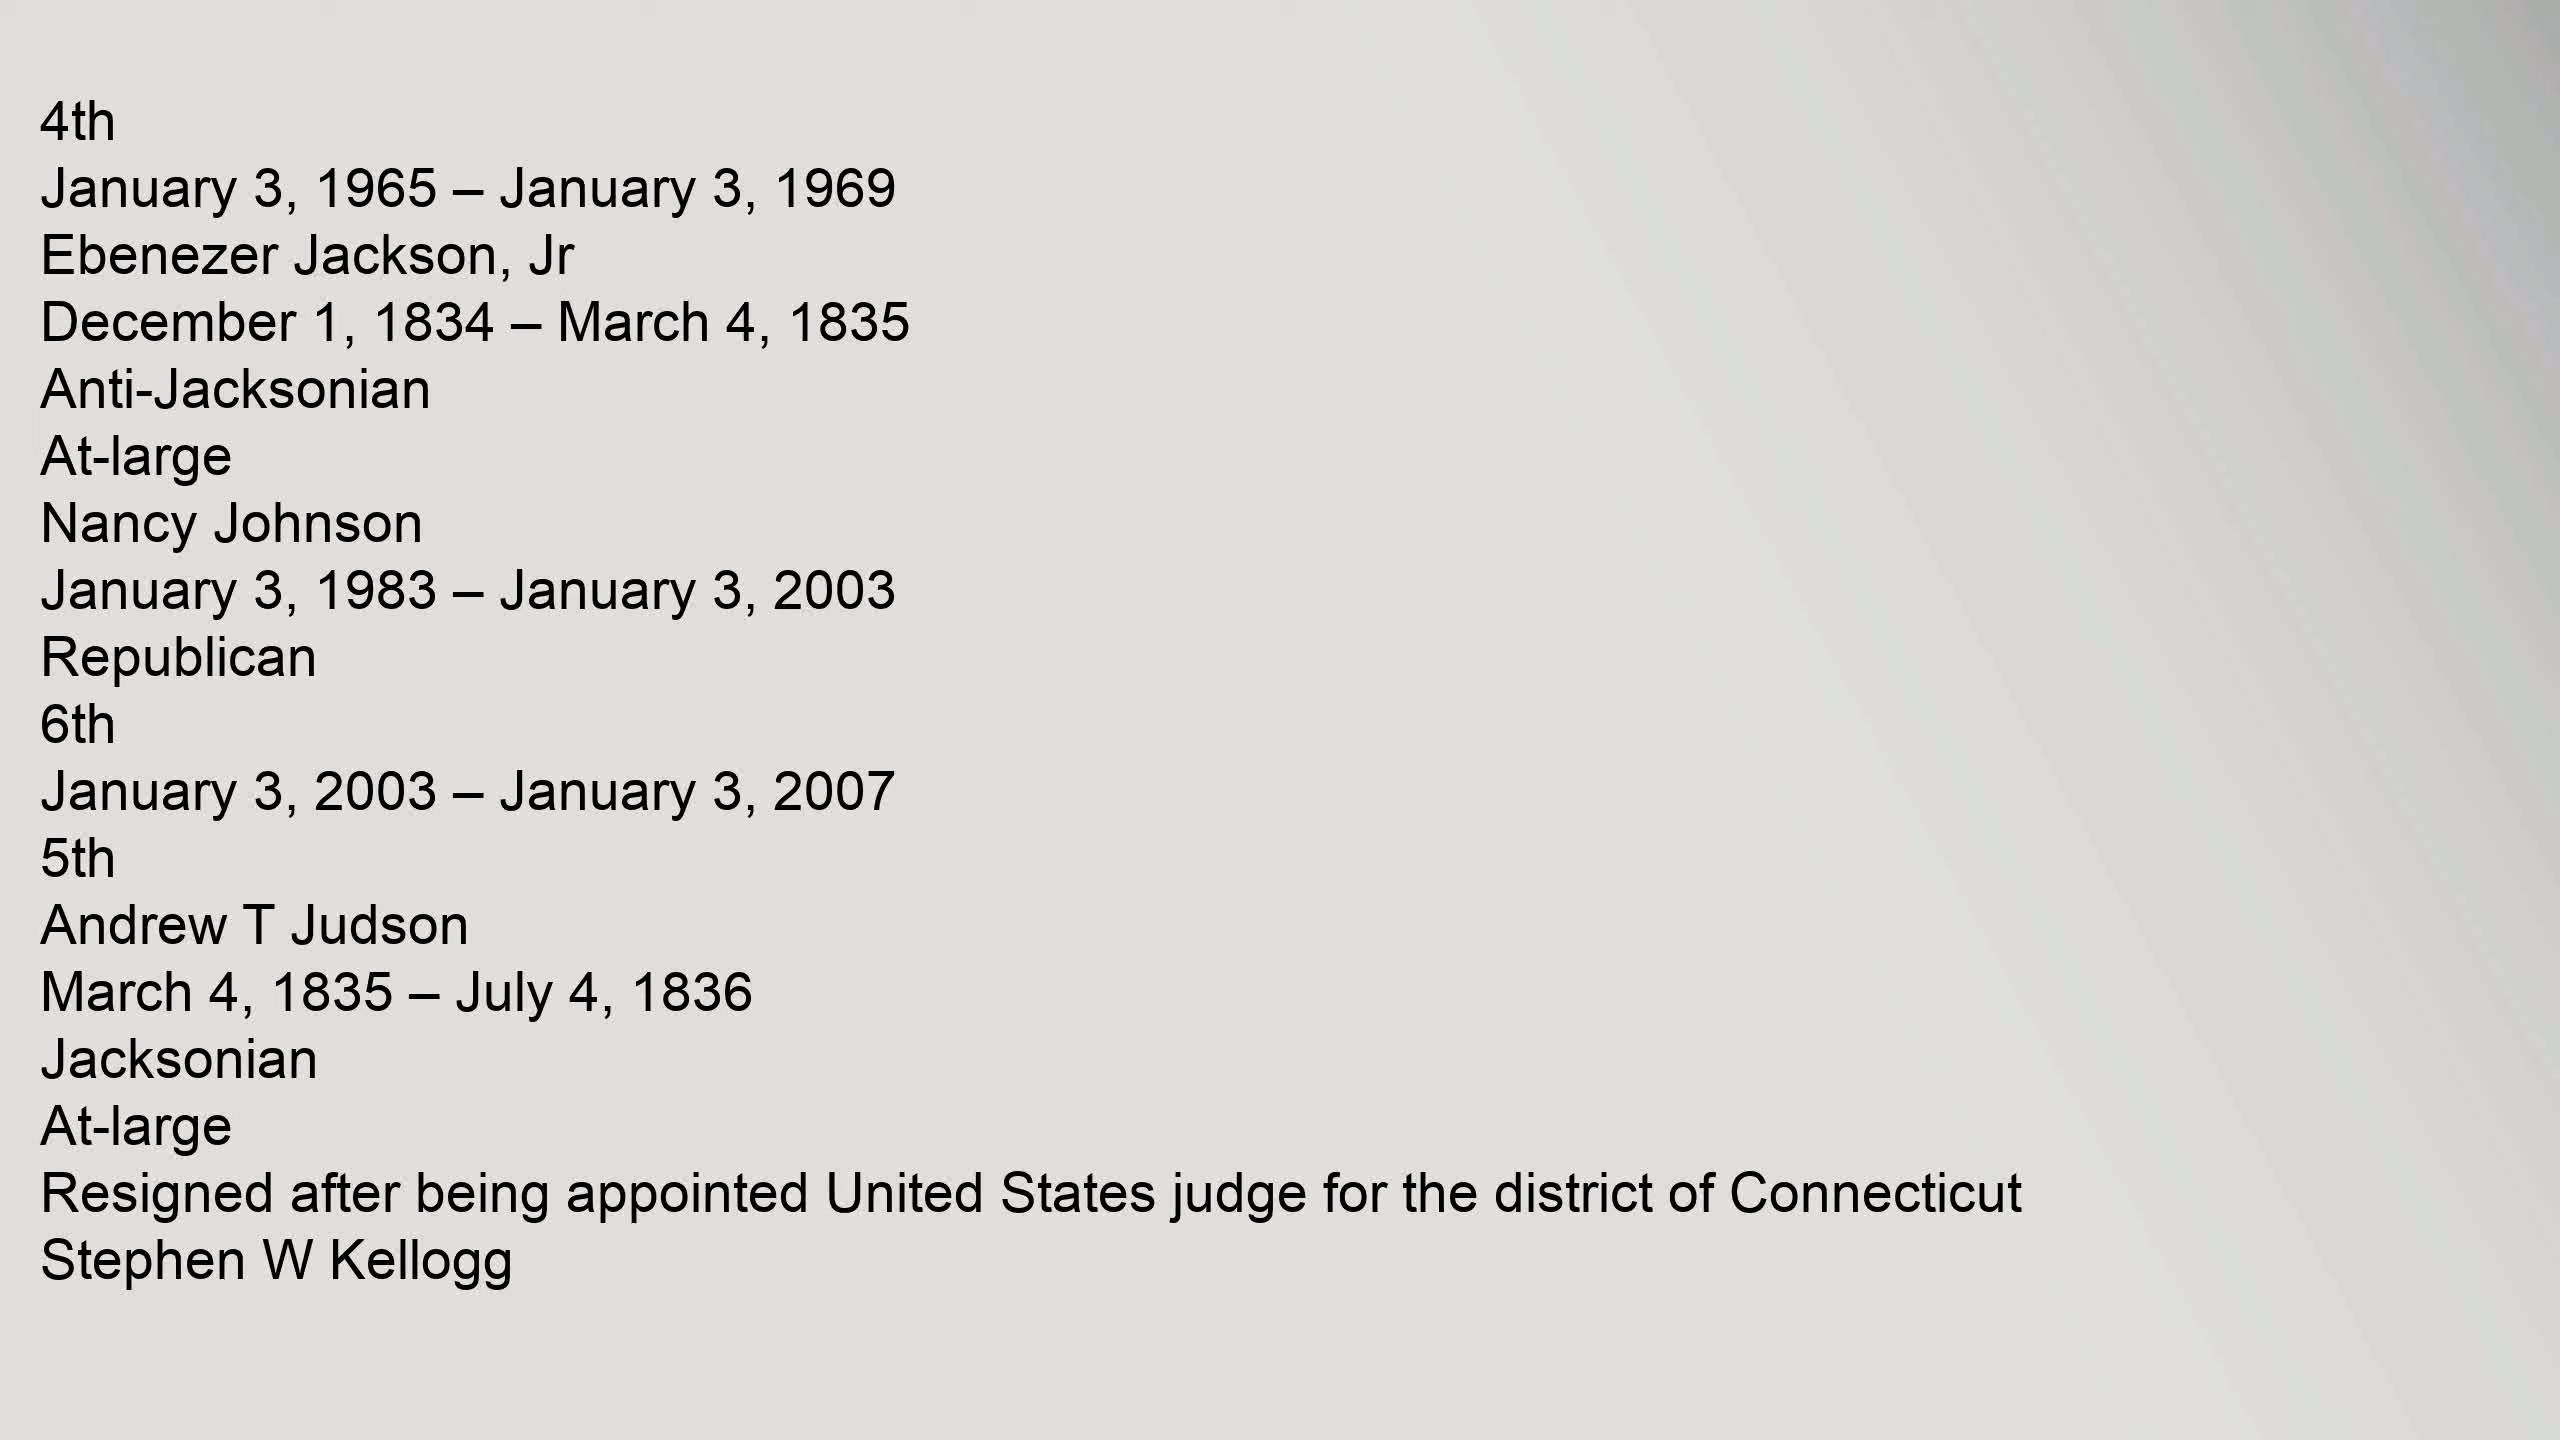 4th
January 3, 1965 – January 3, 1969
Ebenezer Jackson, Jr
December 1, 1834 – March 4, 1835
Anti-Jacksonian
At-large
Nancy Johnson
January 3, 1983 – January 3, 2003
Republican
6th
January 3, 2003 – January 3, 2007
5th
Andrew T Judson
March 4, 1835 – July 4, 1836
Jacksonian
At-large
Resigned after being appointed United States judge for the district of Connecticut
Stephen W Kellogg